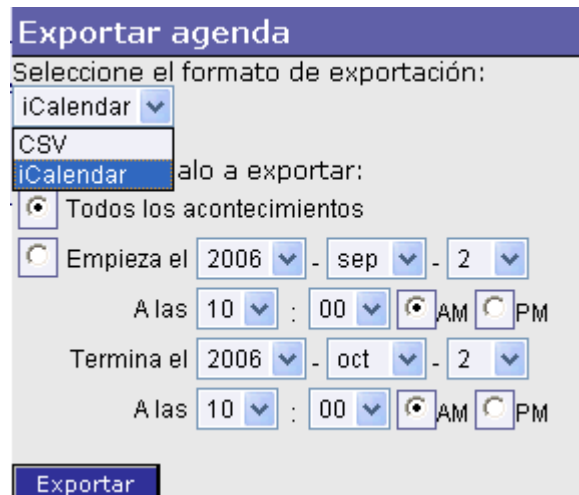 Exportar agenda
Seleccione el formato de exportación:
iCalendar
CSV
iCalendar
alo a exportar:
Todos los acontecimientos
Empieza el 2006 - sep - 2
A las 10 : 00 AM PM
Termina el 2006 - oct - 2
A las 10 : 00 AM PM
Exportar